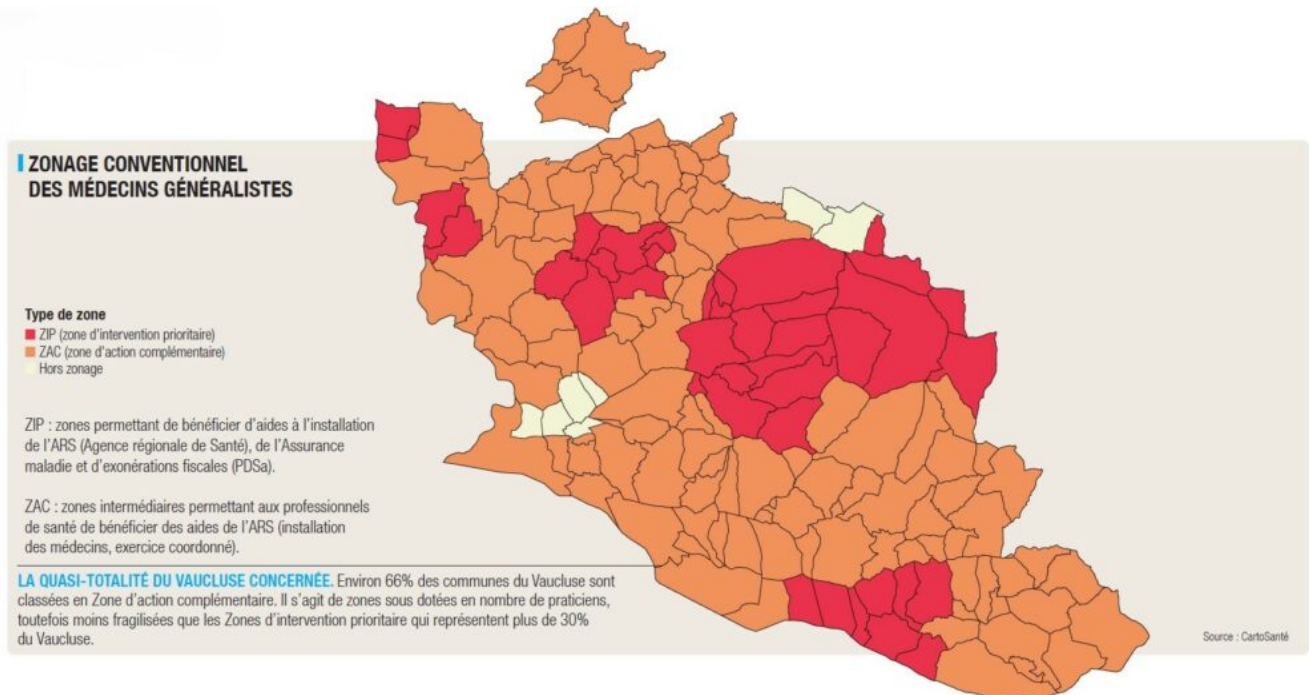 ZONAGE CONVENTIONNEL
DES MÉDECINS GÉNÉRALISTES
Type de zone
ZIP (zone d'intervention prioritaire)
ZAC (zone d'action complémentaire)
Hors zonage
ZIP : zones permettant de bénéficier d'aides à l'installation
de l'ARS (Agence régionale de Santé), de l'Assurance
maladie et d'exonérations fiscales (PDSa).
ZAC : zones intermédiaires permettant aux professionnels
de santé de bénéficier des aides de l'ARS (installation
des médecins, exercice coordonné).
LA QUASI-TOTALITÉ DU VAUCLUSE CONCERNÉE. Environ 66% des communes du Vaucluse sont
classées en Zone d'action complémentaire. Il s'agit de zones sous dotées en nombre de praticiens,
toutefois moins fragilisées que les Zones d'intervention prioritaire qui représentent plus de 30%
du Vaucluse.
Source : CartoSanté